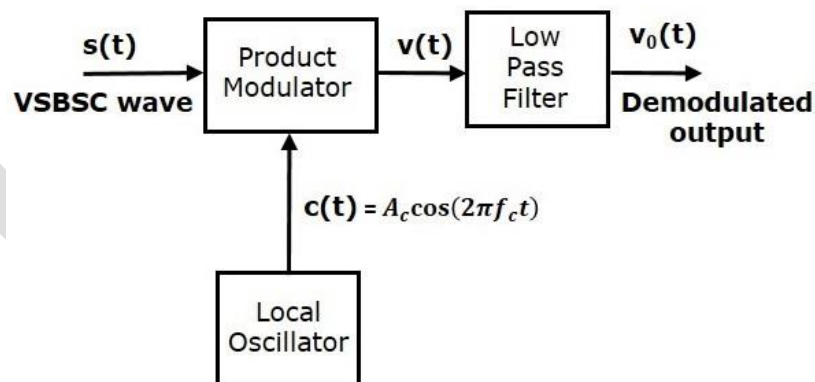 s(t)
VSBSC wave
Product
Modulator
v(t)
Low
Pass
Filter
v₀(t)
Demodulated
output
c(t) = A_c cos(2πf_c t)
Local
Oscillator